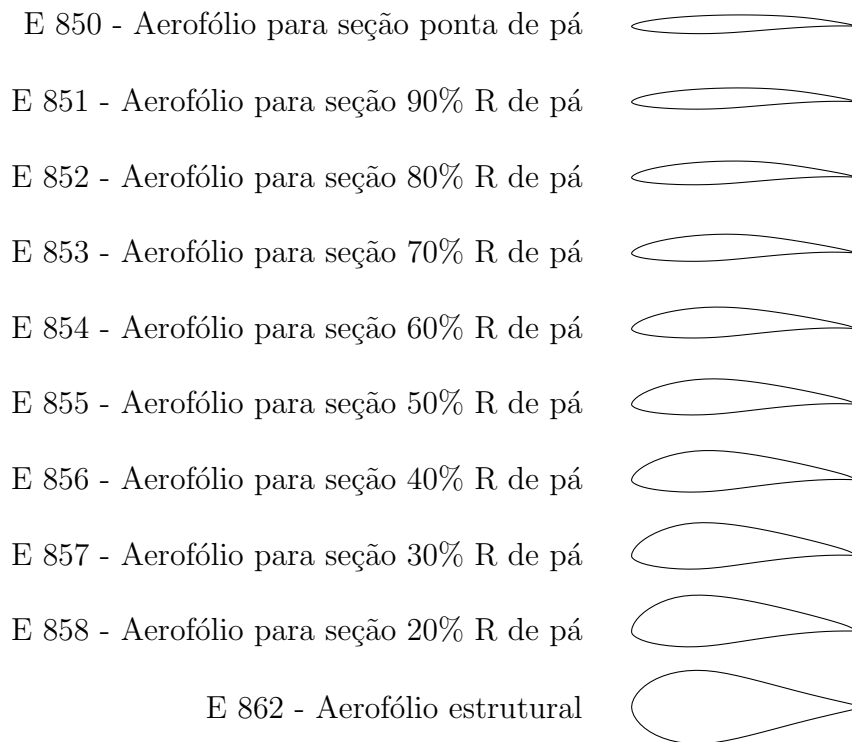 E 850 - Aerofólio para seção ponta de pá
E 851 - Aerofólio para seção 90% R de pá
E 852 - Aerofólio para seção 80% R de pá
E 853 - Aerofólio para seção 70% R de pá
E 854 - Aerofólio para seção 60% R de pá
E 855 - Aerofólio para seção 50% R de pá
E 856 - Aerofólio para seção 40% R de pá
E 857 - Aerofólio para seção 30% R de pá
E 858 - Aerofólio para seção 20% R de pá
E 862 - Aerofólio estrutural